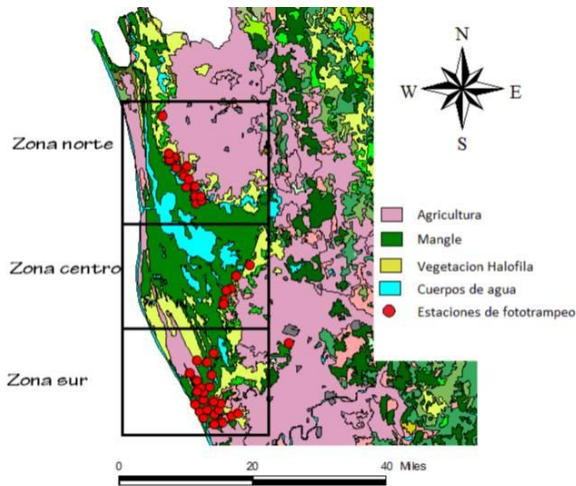 N
W E
S
Zona norte
Zona centro
Zona sur
Agricultura
Mangle
Vegetacion Halofila
Cuerpos de agua
Estaciones de fototrampeo
0 20 40 Miles